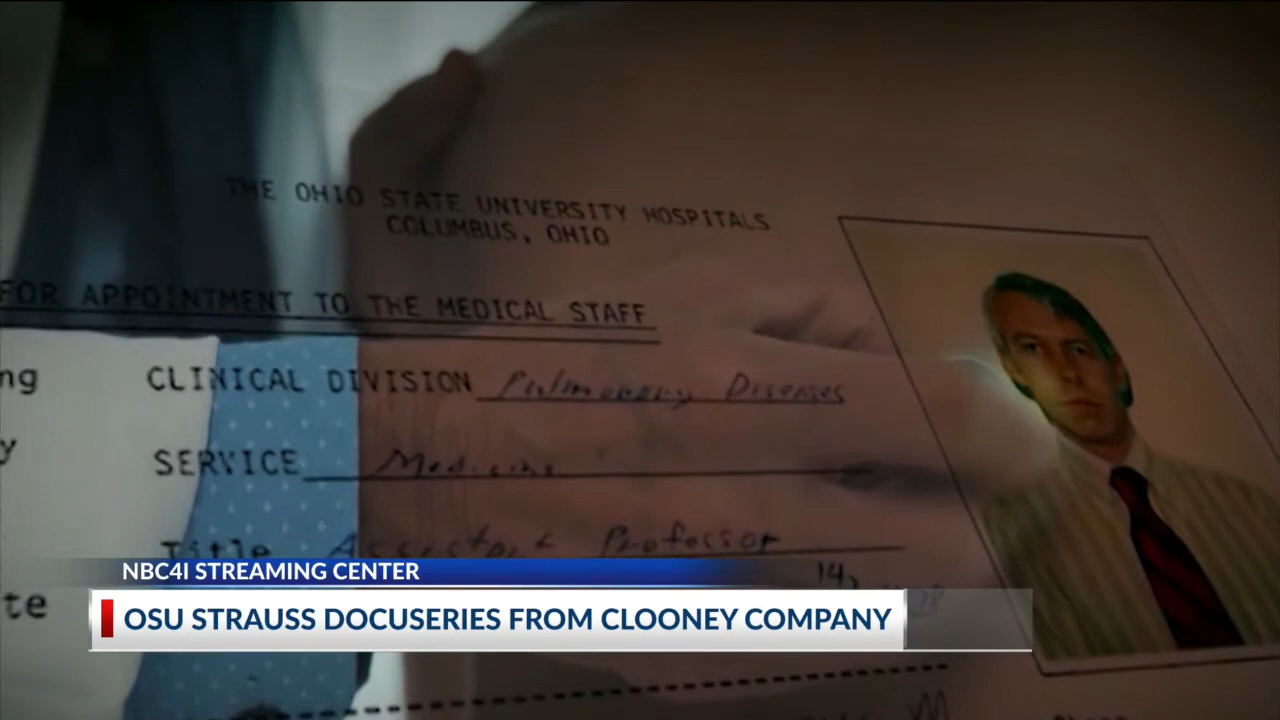 THE OHIO STATE UNIVERSITY HOSPITALS
COLUMBUS, OHIO
FOR APPOINTMENT TO THE MEDICAL STAFF
ng
CLINICAL DIVISION Pulmonary Diseases
y
SERVICE Medicine
Title Assistant Professor
te
NBC4I STREAMING CENTER
OSU STRAUSS DOCUSERIES FROM CLOONEY COMPANY